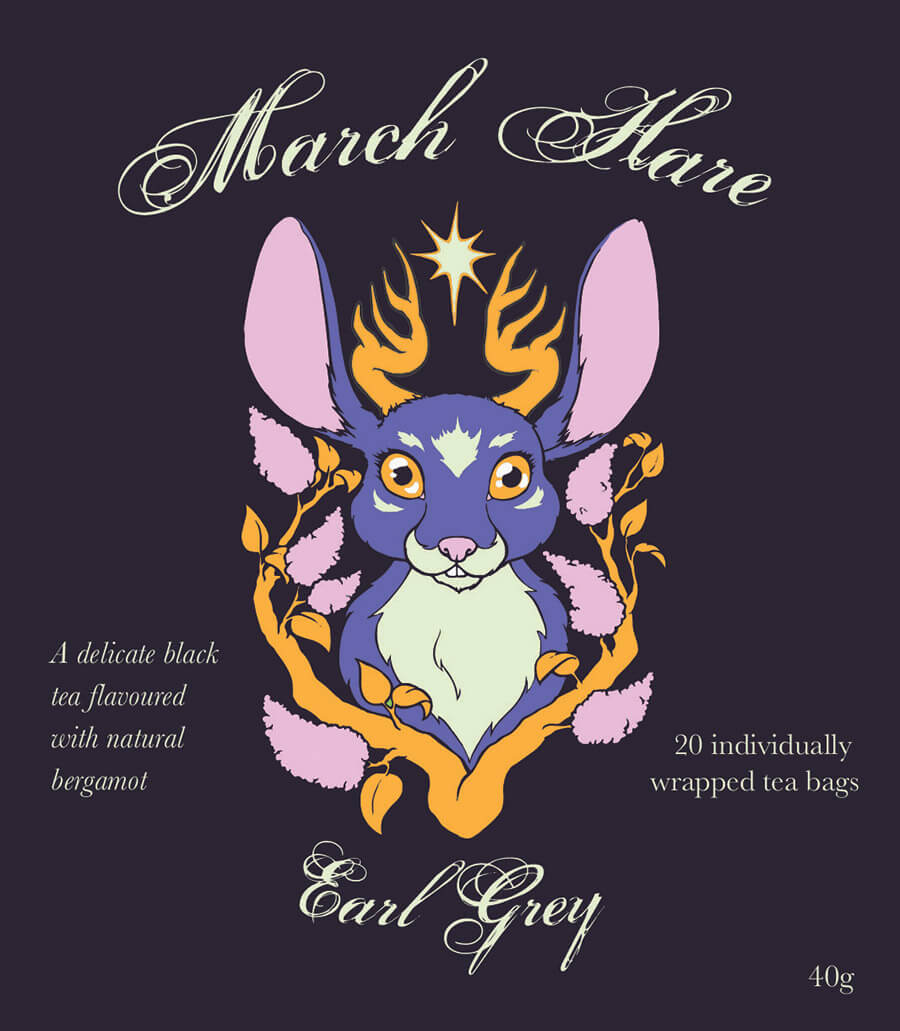 March Hare
A delicate black
tea flavoured
with natural
bergamot
20 individually
wrapped tea bags
Earl Grey
40g